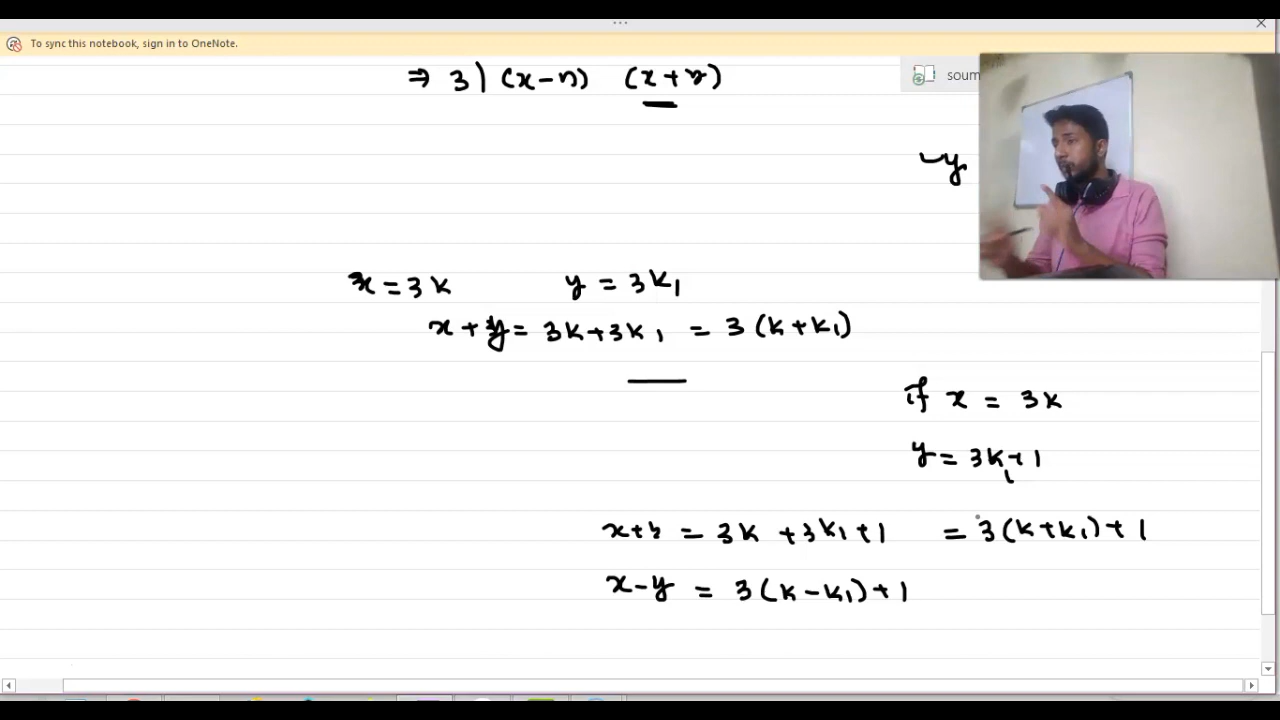 To sync this notebook, sign in to OneNote.
⇒ 3 | (x-n) (x+y)
soum
y
x = 3k y = 3k₁
x + y = 3k+3k₁ = 3(k+k₁)
if x = 3k
y = 3k₁+1
x+y = 3k +3k₁+1 = 3(k+k₁)+1
x-y = 3(k-k₁)+1